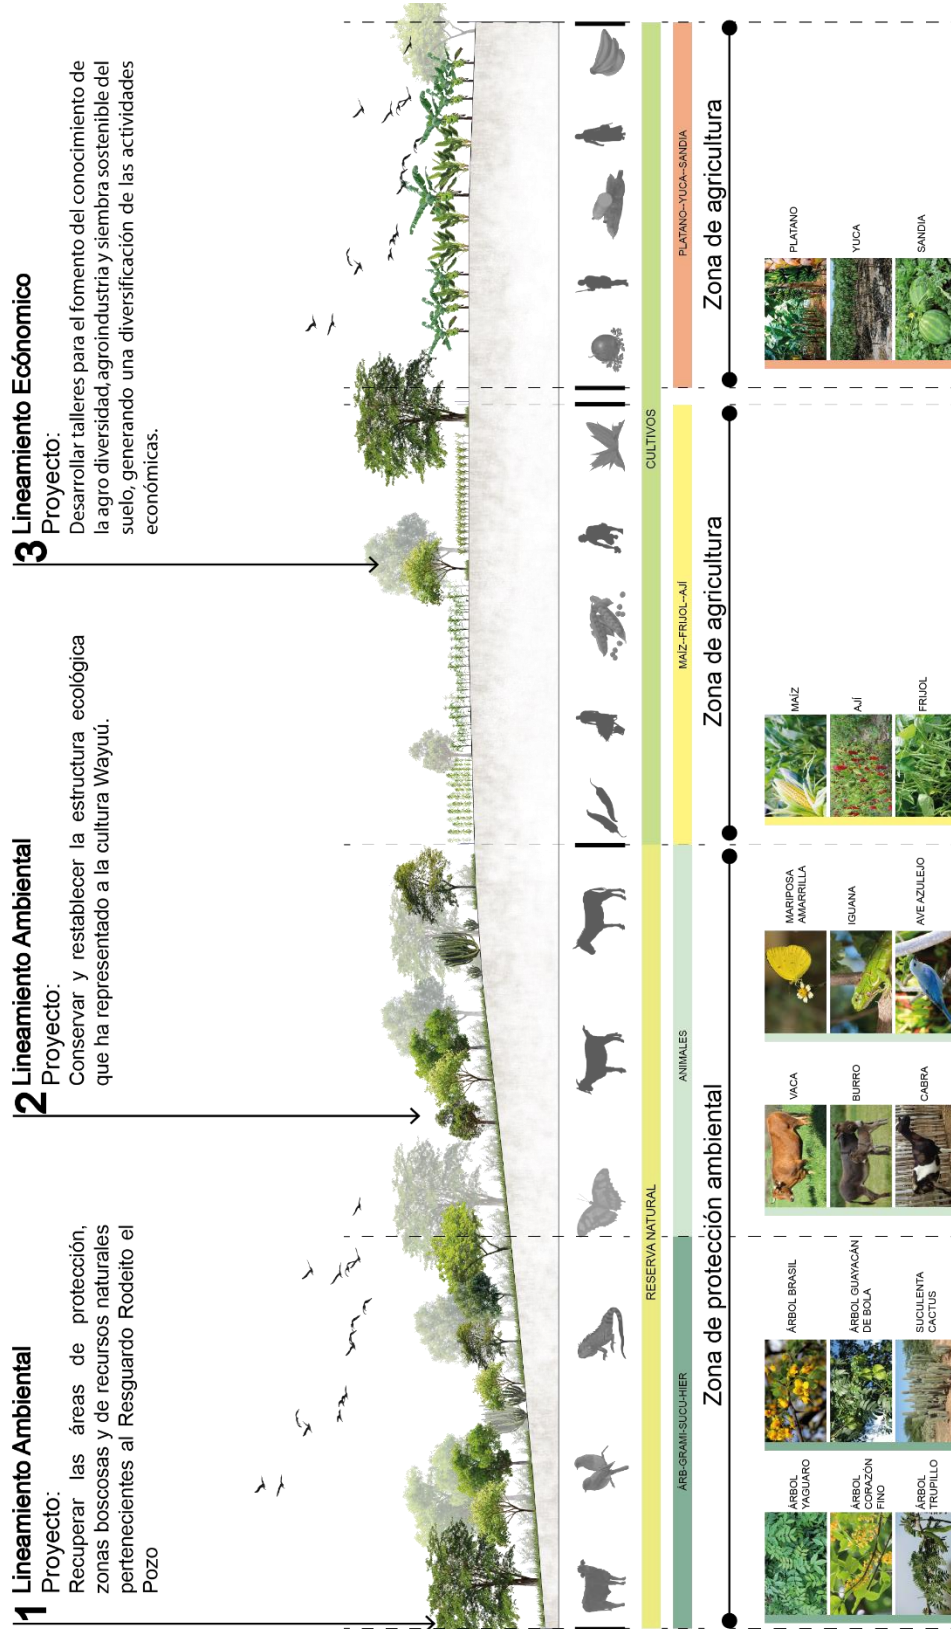 1 Lineamiento Ambiental
Proyecto:
Recuperar las áreas de protección,
zonas boscosas y de recursos naturales
pertenecientes al Resguardo Rodeito el
Pozo
2 Lineamiento Ambiental
Proyecto:
Conservar y restablecer la estructura ecológica
que ha representado a la cultura Wayuú.
3 Lineamiento Ecónomico
Proyecto:
Desarrollar talleres para el fomento del conocimiento de
la agro diversidad, agroindustria y siembra sostenible del
suelo, generando una diversificación de las actividades
económicas.
RESERVA NATURAL
CULTIVOS
ÁRB-GRAMI-SUCU-HIER
ANIMALES
MAÍZ--FRIJOL--AJÍ
PLATANO--YUCA--SANDIA
Zona de protección ambiental
Zona de agricultura
Zona de agricultura
ÁRBOL
YAGUARO
ÁRBOL
CORAZÓN
FINO
ÁRBOL
TRUPILLO
ÁRBOL BRASIL
ÁRBOL GUAYACÁN
DE BOLA
SUCULENTA
CACTUS
VACA
BURRO
CABRA
MARIPOSA
AMARRILLA
IGUANA
AVE AZULEJO
MAÍZ
AJÍ
FRIJOL
PLATANO
YUCA
SANDIA